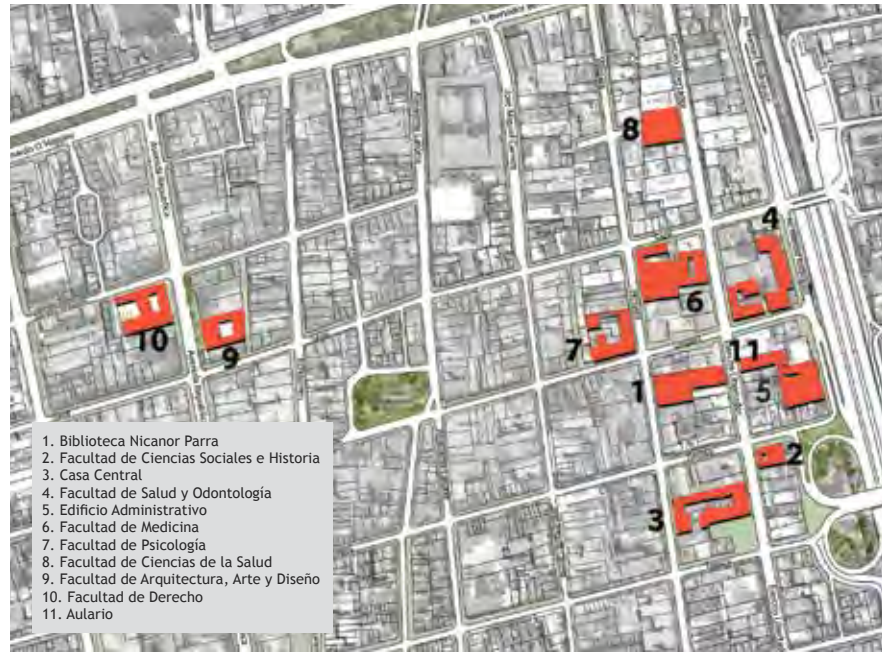 Av. Libertador
8
4
6
10
9
7
11
1
5
2
3
1. Biblioteca Nicanor Parra
2. Facultad de Ciencias Sociales e Historia
3. Casa Central
4. Facultad de Salud y Odontología
5. Edificio Administrativo
6. Facultad de Medicina
7. Facultad de Psicología
8. Facultad de Ciencias de la Salud
9. Facultad de Arquitectura, Arte y Diseño
10. Facultad de Derecho
11. Aulario